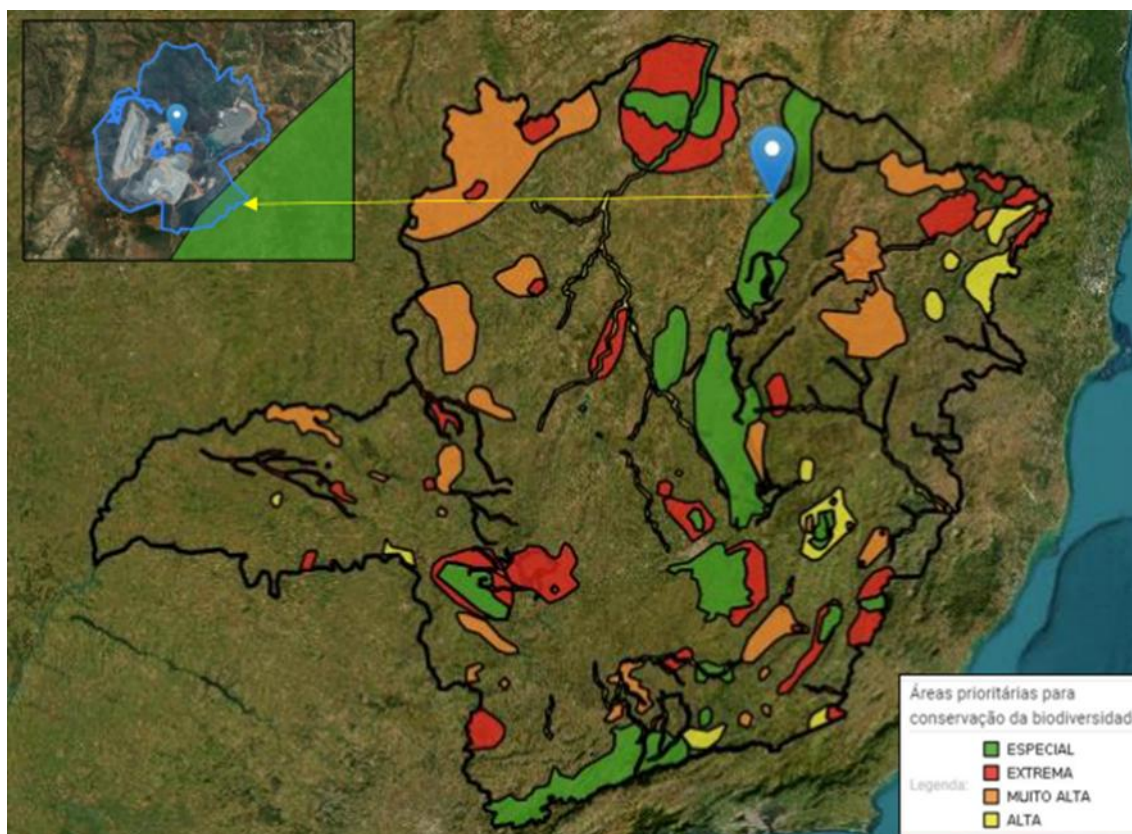 Áreas prioritárias para
conservação da biodiversidad
Legenda:
ESPECIAL
EXTREMA
MUITO ALTA
ALTA